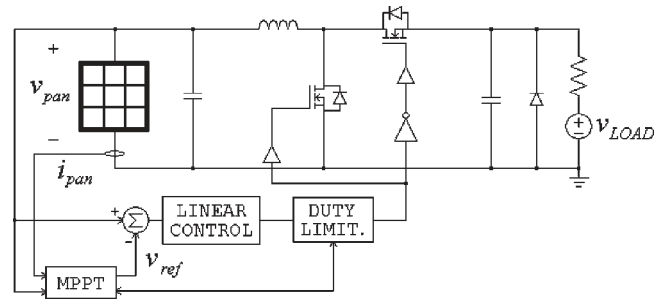 +
v_pan
−
i_pan
+
−
v_LOAD
+
Σ
-
LINEAR
CONTROL
DUTY
LIMIT.
v_ref
MPPT